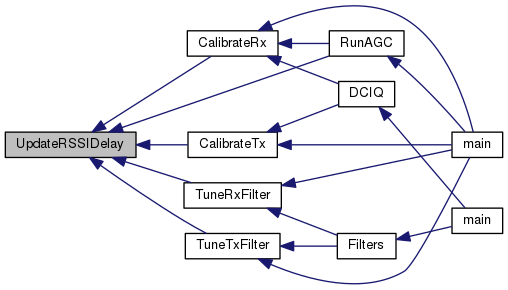 CalibrateRx
RunAGC
DCIQ
UpdateRSSIDelay
CalibrateTx
main
TuneRxFilter
main
TuneTxFilter
Filters